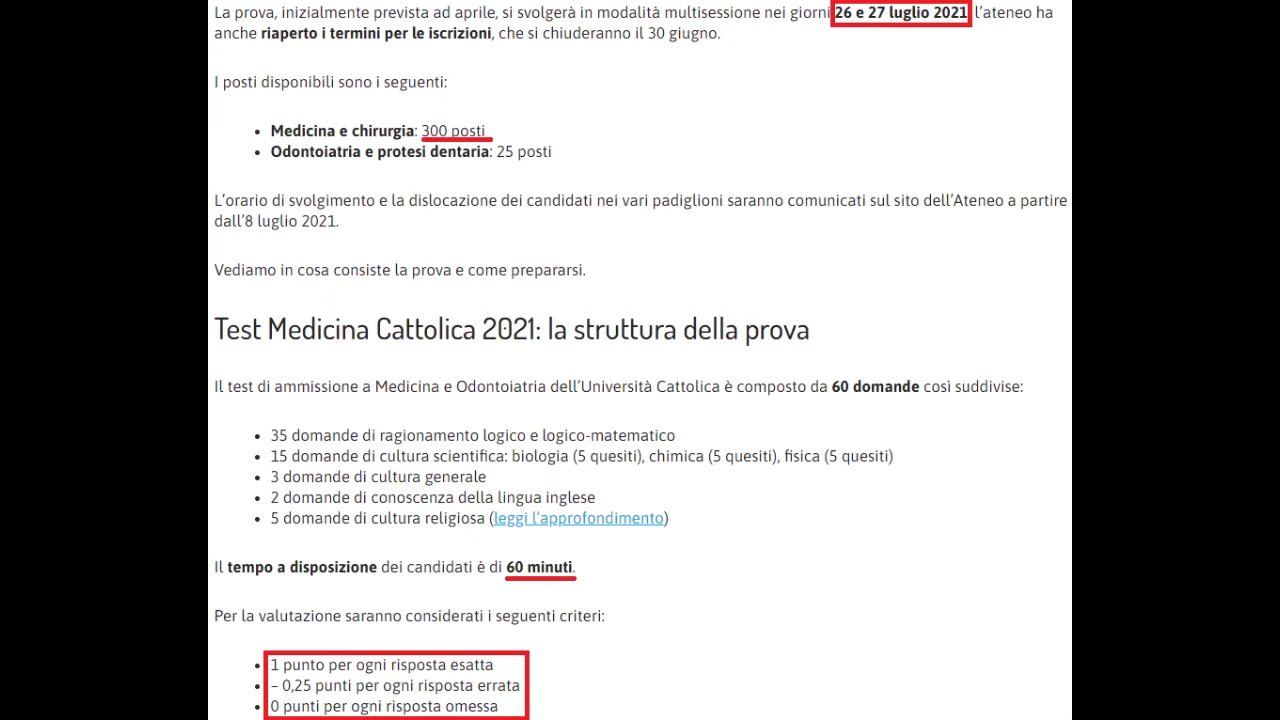 La prova, inizialmente prevista ad aprile, si svolgerà in modalità multisessione nei giorni 26 e 27 luglio 2021, l'ateneo ha
anche riaperto i termini per le iscrizioni, che si chiuderanno il 30 giugno.
I posti disponibili sono i seguenti:
• Medicina e chirurgia: 300 posti
• Odontoiatria e protesi dentaria: 25 posti
L'orario di svolgimento e la dislocazione dei candidati nei vari padiglioni saranno comunicati sul sito dell'Ateneo a partire
dall'8 luglio 2021.
Vediamo in cosa consiste la prova e come prepararsi.
Test Medicina Cattolica 2021: la struttura della prova
Il test di ammissione a Medicina e Odontoiatria dell'Università Cattolica è composto da 60 domande così suddivise:
• 35 domande di ragionamento logico e logico-matematico
• 15 domande di cultura scientifica: biologia (5 quesiti), chimica (5 quesiti), fisica (5 quesiti)
• 3 domande di cultura generale
• 2 domande di conoscenza della lingua inglese
• 5 domande di cultura religiosa (leggi l'approfondimento)
Il tempo a disposizione dei candidati è di 60 minuti.
Per la valutazione saranno considerati i seguenti criteri:
• 1 punto per ogni risposta esatta
• – 0,25 punti per ogni risposta errata
• 0 punti per ogni risposta omessa